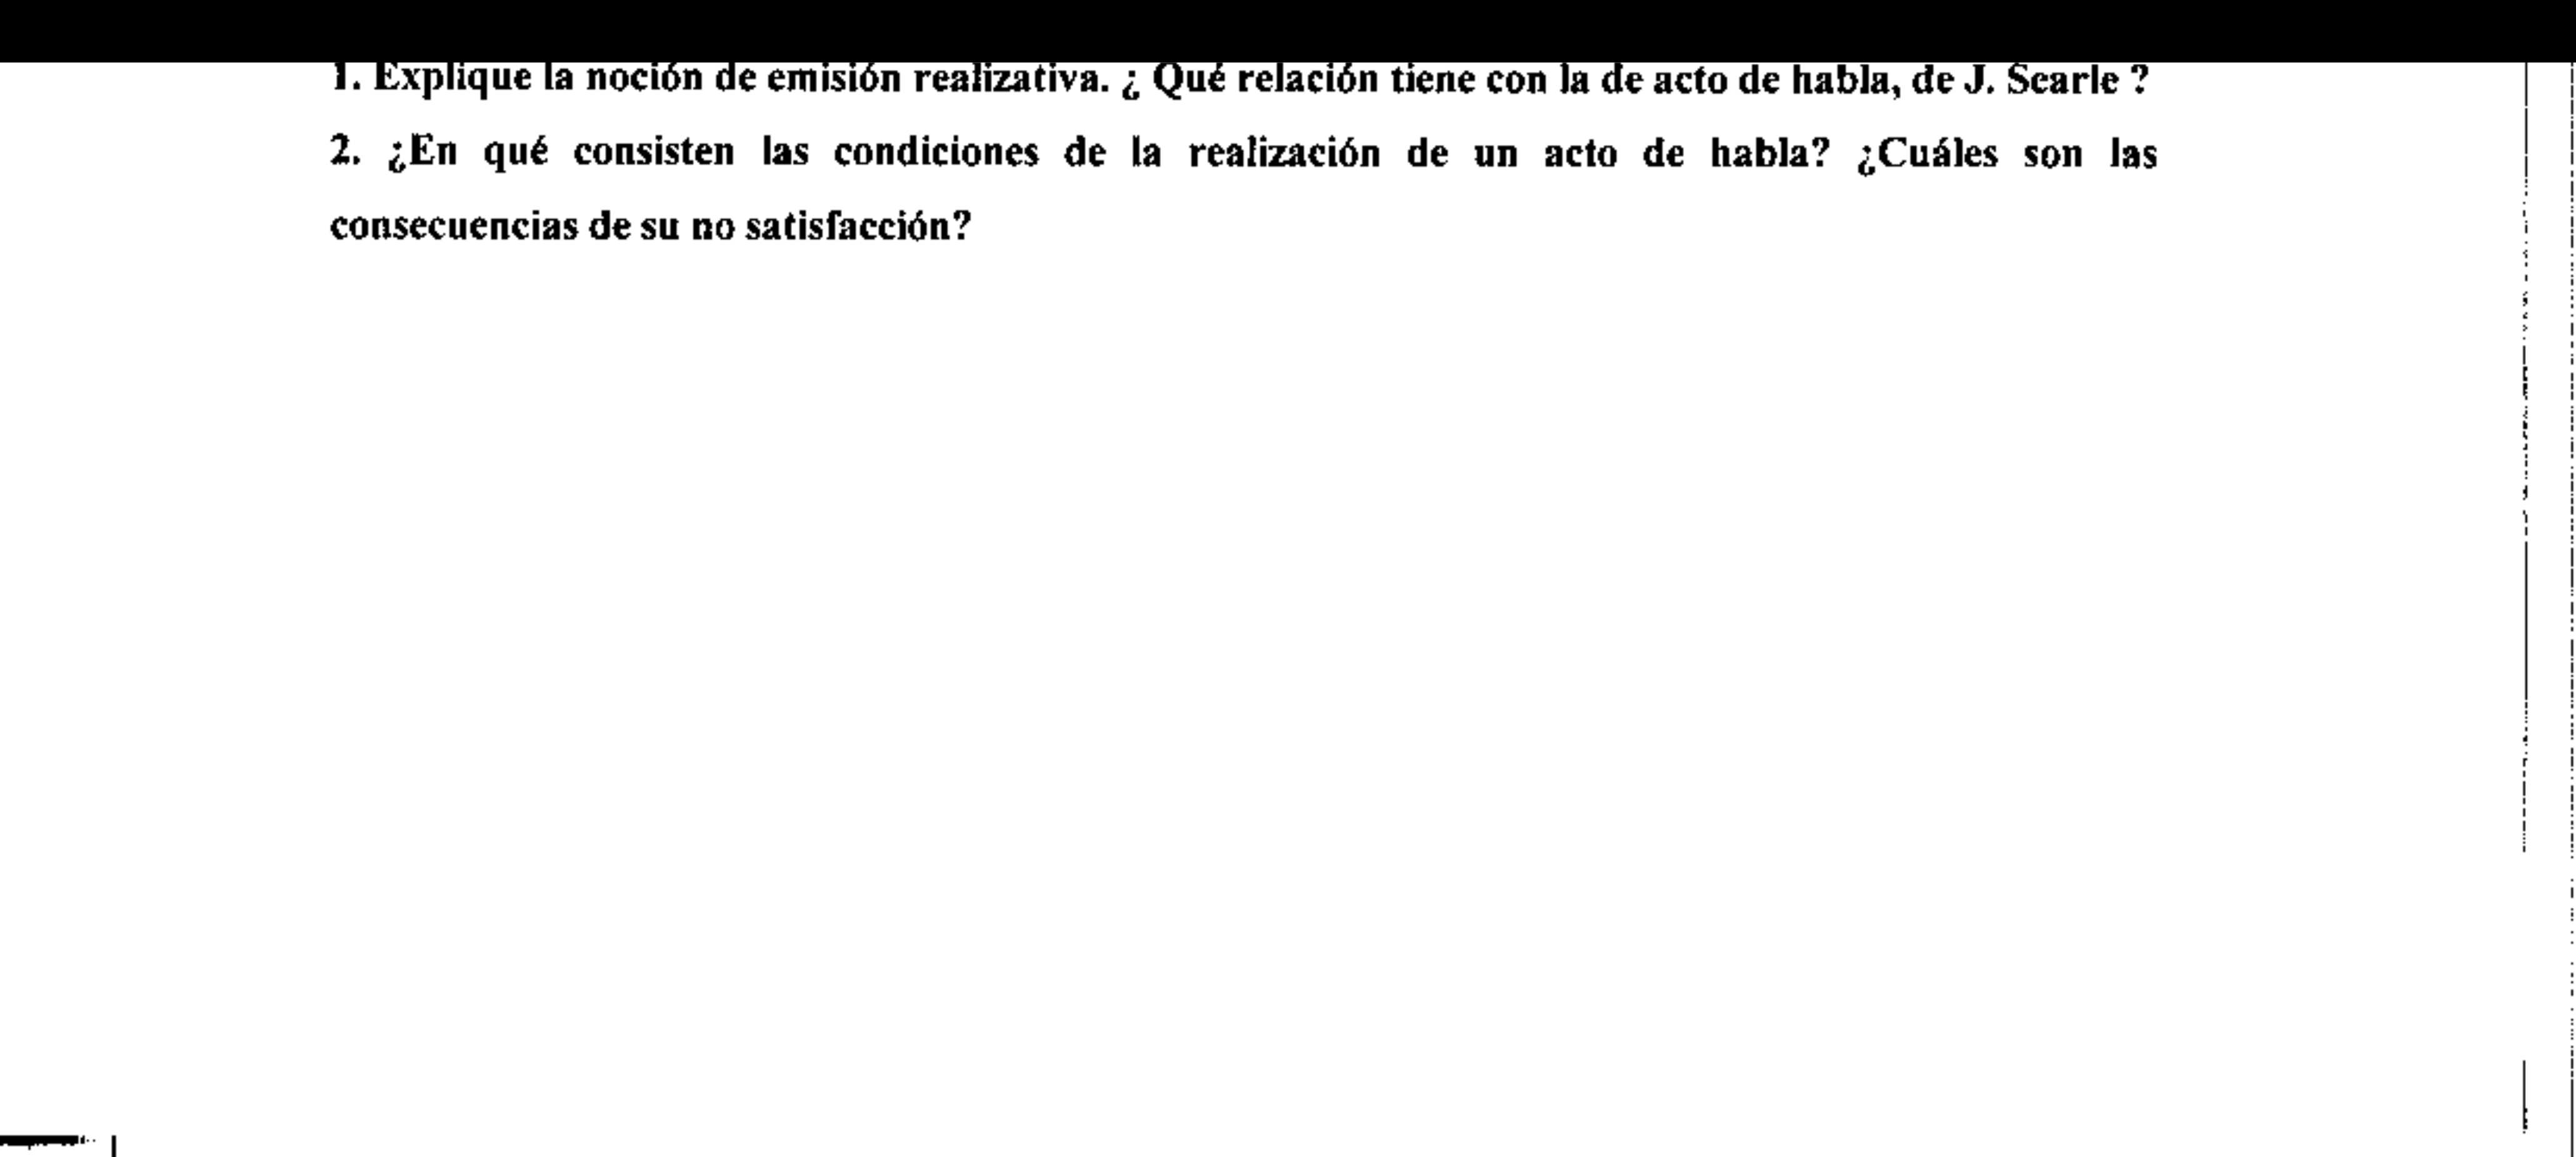 1. Explique la noción de emisión realizativa. ¿ Qué relación tiene con la de acto de habla, de J. Searle ?
2. ¿En qué consisten las condiciones de la realización de un acto de habla? ¿Cuáles son las
consecuencias de su no satisfacción?